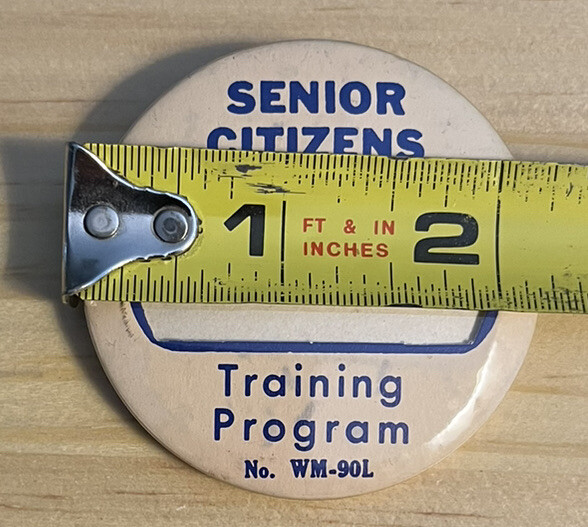 SENIOR
CITIZENS
1 FT & IN 2
INCHES
Training
Program
No. WM-90L